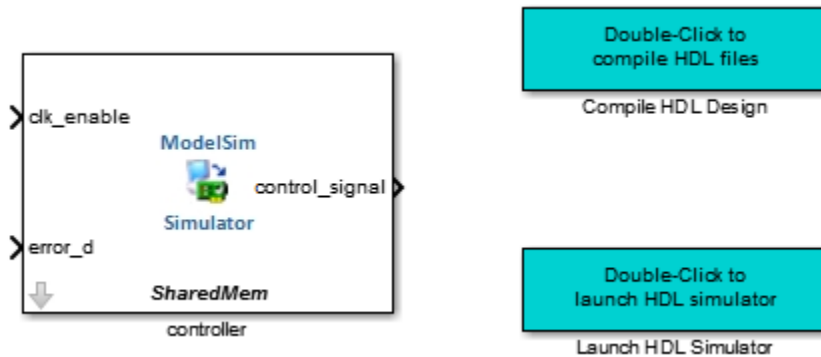 clk_enable
ModelSim
control_signal
Simulator
error_d
SharedMem
controller
Double-Click to
compile HDL files
Compile HDL Design
Double-Click to
launch HDL simulator
Launch HDL Simulator